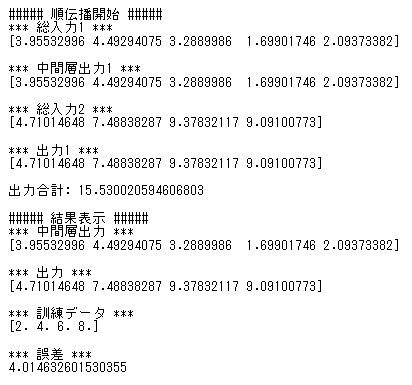 ##### 順伝播開始 #####
*** 総入力1 ***
[3.95532996 4.49294075 3.2889986  1.69901746 2.09373382]
*** 中間層出力1 ***
[3.95532996 4.49294075 3.2889986  1.69901746 2.09373382]
*** 総入力2 ***
[4.71014648 7.48838287 9.37832117 9.09100773]
*** 出力1 ***
[4.71014648 7.48838287 9.37832117 9.09100773]
出力合計: 15.530020594606803
##### 結果表示 #####
*** 中間層出力 ***
[3.95532996 4.49294075 3.2889986  1.69901746 2.09373382]
*** 出力 ***
[4.71014648 7.48838287 9.37832117 9.09100773]
*** 訓練データ ***
[2. 4. 6. 8.]
*** 誤差 ***
4.014632601530355